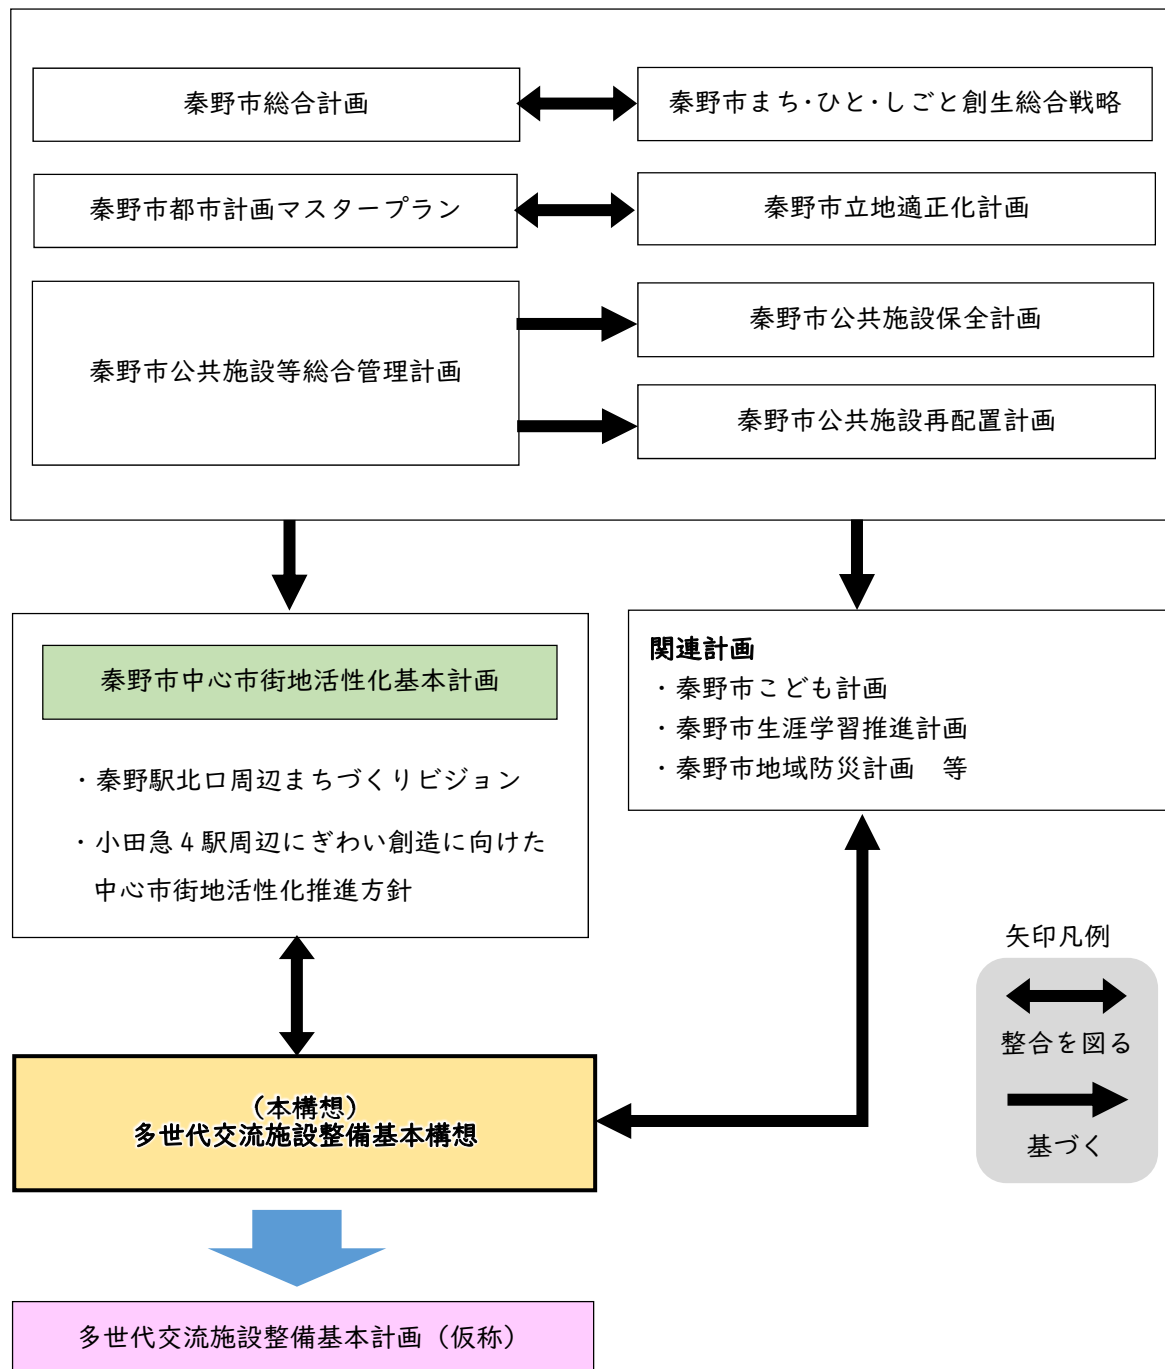 秦野市総合計画
秦野市まち・ひと・しごと創生総合戦略
秦野市都市計画マスタープラン
秦野市立地適正化計画
秦野市公共施設等総合管理計画
秦野市公共施設保全計画
秦野市公共施設再配置計画
秦野市中心市街地活性化基本計画
・秦野駅北口周辺まちづくりビジョン
・小田急4駅周辺にぎわい創造に向けた
中心市街地活性化推進方針
関連計画
・秦野市こども計画
・秦野市生涯学習推進計画
・秦野市地域防災計画　等
矢印凡例
整合を図る
基づく
（本構想）
多世代交流施設整備基本構想
多世代交流施設整備基本計画（仮称）